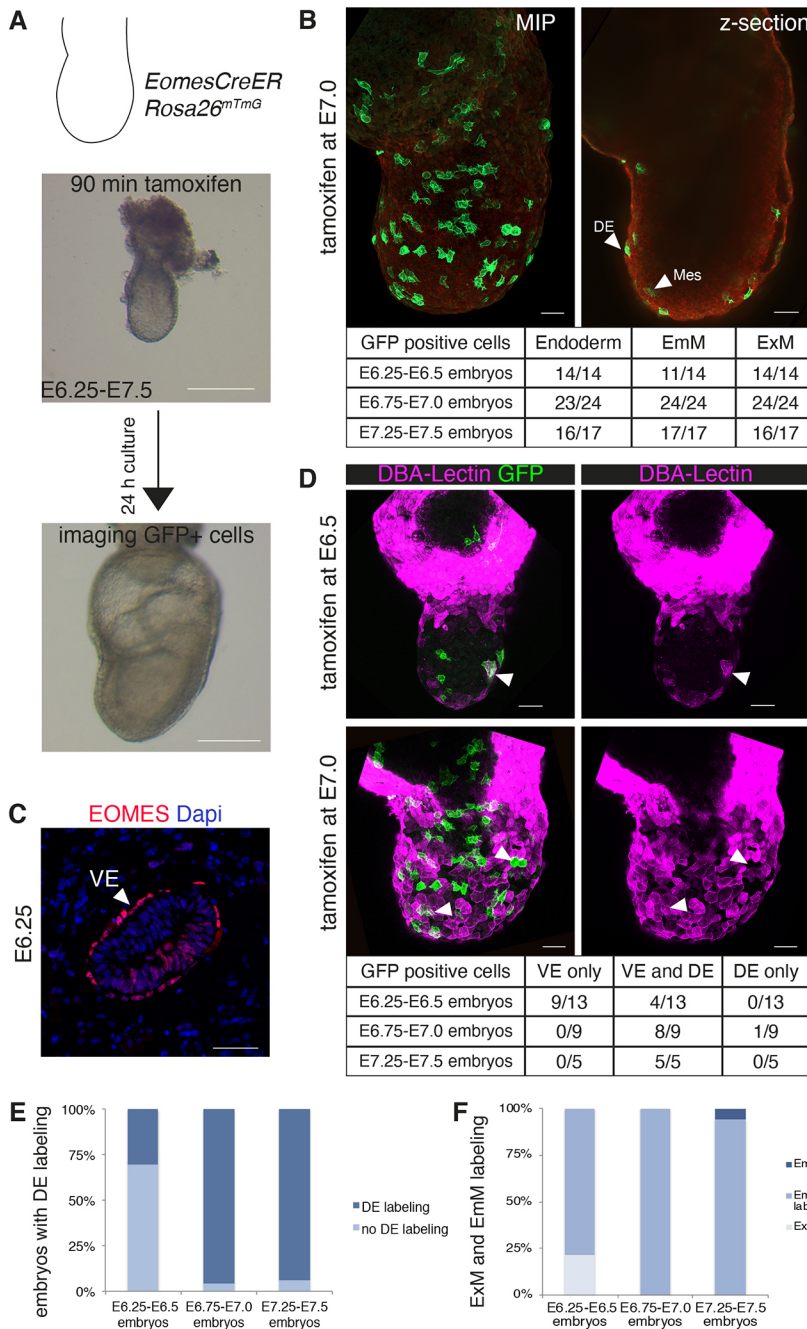 A
EomesCreER
Rosa26mTmG
90 min tamoxifen
E6.25-E7.5
24 h culture
imaging GFP+ cells
B
MIP
z-section
tamoxifen at E7.0
DE
Mes
GFP positive cells Endoderm EmM ExM
E6.25-E6.5 embryos 14/14 11/14 14/14
E6.75-E7.0 embryos 23/24 24/24 24/24
E7.25-E7.5 embryos 16/17 17/17 16/17
C
EOMES Dapi
VE
E6.25
D
DBA-Lectin GFP
DBA-Lectin
tamoxifen at E6.5
tamoxifen at E7.0
GFP positive cells VE only VE and DE DE only
E6.25-E6.5 embryos 9/13 4/13 0/13
E6.75-E7.0 embryos 0/9 8/9 1/9
E7.25-E7.5 embryos 0/5 5/5 0/5
E
embryos with DE labeling
100%
75%
50%
25%
0%
E6.25-E6.5 embryos
E6.75-E7.0 embryos
E7.25-E7.5 embryos
DE labeling
no DE labeling
F
ExM and EmM labeling
100%
75%
50%
25%
0%
E6.25-E6.5 embryos
E6.75-E7.0 embryos
E7.25-E7.5 embryos
Em
Em
lab
Ex